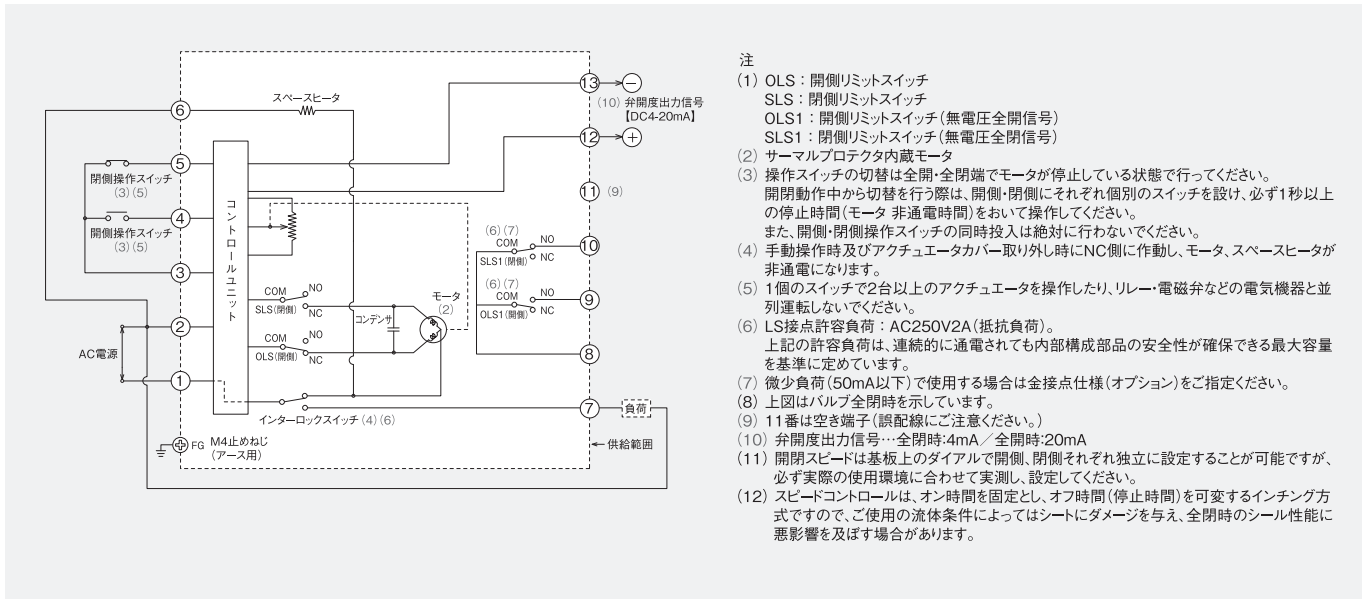 スペースヒータ
コントロールユニット
6
5
4
3
2
1
閉側操作スイッチ
(3)(5)
開側操作スイッチ
(3)(5)
AC電源
FG
M4止めねじ
(アース用)
COM
NO
NC
SLS(閉側)
COM
NO
NC
OLS(開側)
コンデンサ
モータ
(2)
インターロックスイッチ (4)(6)
(6)(7)
COM
NO
NC
SLS1(閉側)
(6)(7)
COM
NO
NC
OLS1(開側)
13
−
(10) 弁開度出力信号
【DC4-20mA】
12
+
11 (9)
10
9
8
7
負荷
供給範囲
注
(1) OLS:開側リミットスイッチ
SLS:閉側リミットスイッチ
OLS1:開側リミットスイッチ(無電圧全開信号)
SLS1:閉側リミットスイッチ(無電圧全閉信号)
(2) サーマルプロテクタ内蔵モータ
(3) 操作スイッチの切替は全開・全閉端でモータが停止している状態で行ってください。
開閉動作中から切替を行う際は、開側・閉側にそれぞれ個別のスイッチを設け、必ず1秒以上
の停止時間(モータ 非通電時間)をおいて操作してください。
また、開側・閉側操作スイッチの同時投入は絶対に行わないでください。
(4) 手動操作時及びアクチュエータカバー取り外し時にNC側に作動し、モータ、スペースヒータが
非通電になります。
(5) 1個のスイッチで2台以上のアクチュエータを操作したり、リレー・電磁弁などの電気機器と並
列運転しないでください。
(6) LS接点許容負荷:AC250V2A(抵抗負荷)。
上記の許容負荷は、連続的に通電されても内部構成部品の安全性が確保できる最大容量
を基準に定めています。
(7) 微少負荷(50mA以下)で使用する場合は金接点仕様(オプション)をご指定ください。
(8) 上図はバルブ全閉時を示しています。
(9) 11番は空き端子(誤配線にご注意ください。)
(10) 弁開度出力信号…全閉時:4mA/全開時:20mA
(11) 開閉スピードは基板上のダイアルで開側、閉側それぞれ独立に設定することが可能ですが、
必ず実際の使用環境に合わせて実測し、設定してください。
(12) スピードコントロールは、オン時間を固定とし、オフ時間(停止時間)を可変するインチング方
式ですので、ご使用の流体条件によってはシートにダメージを与え、全閉時のシール性能に
悪影響を及ぼす場合があります。